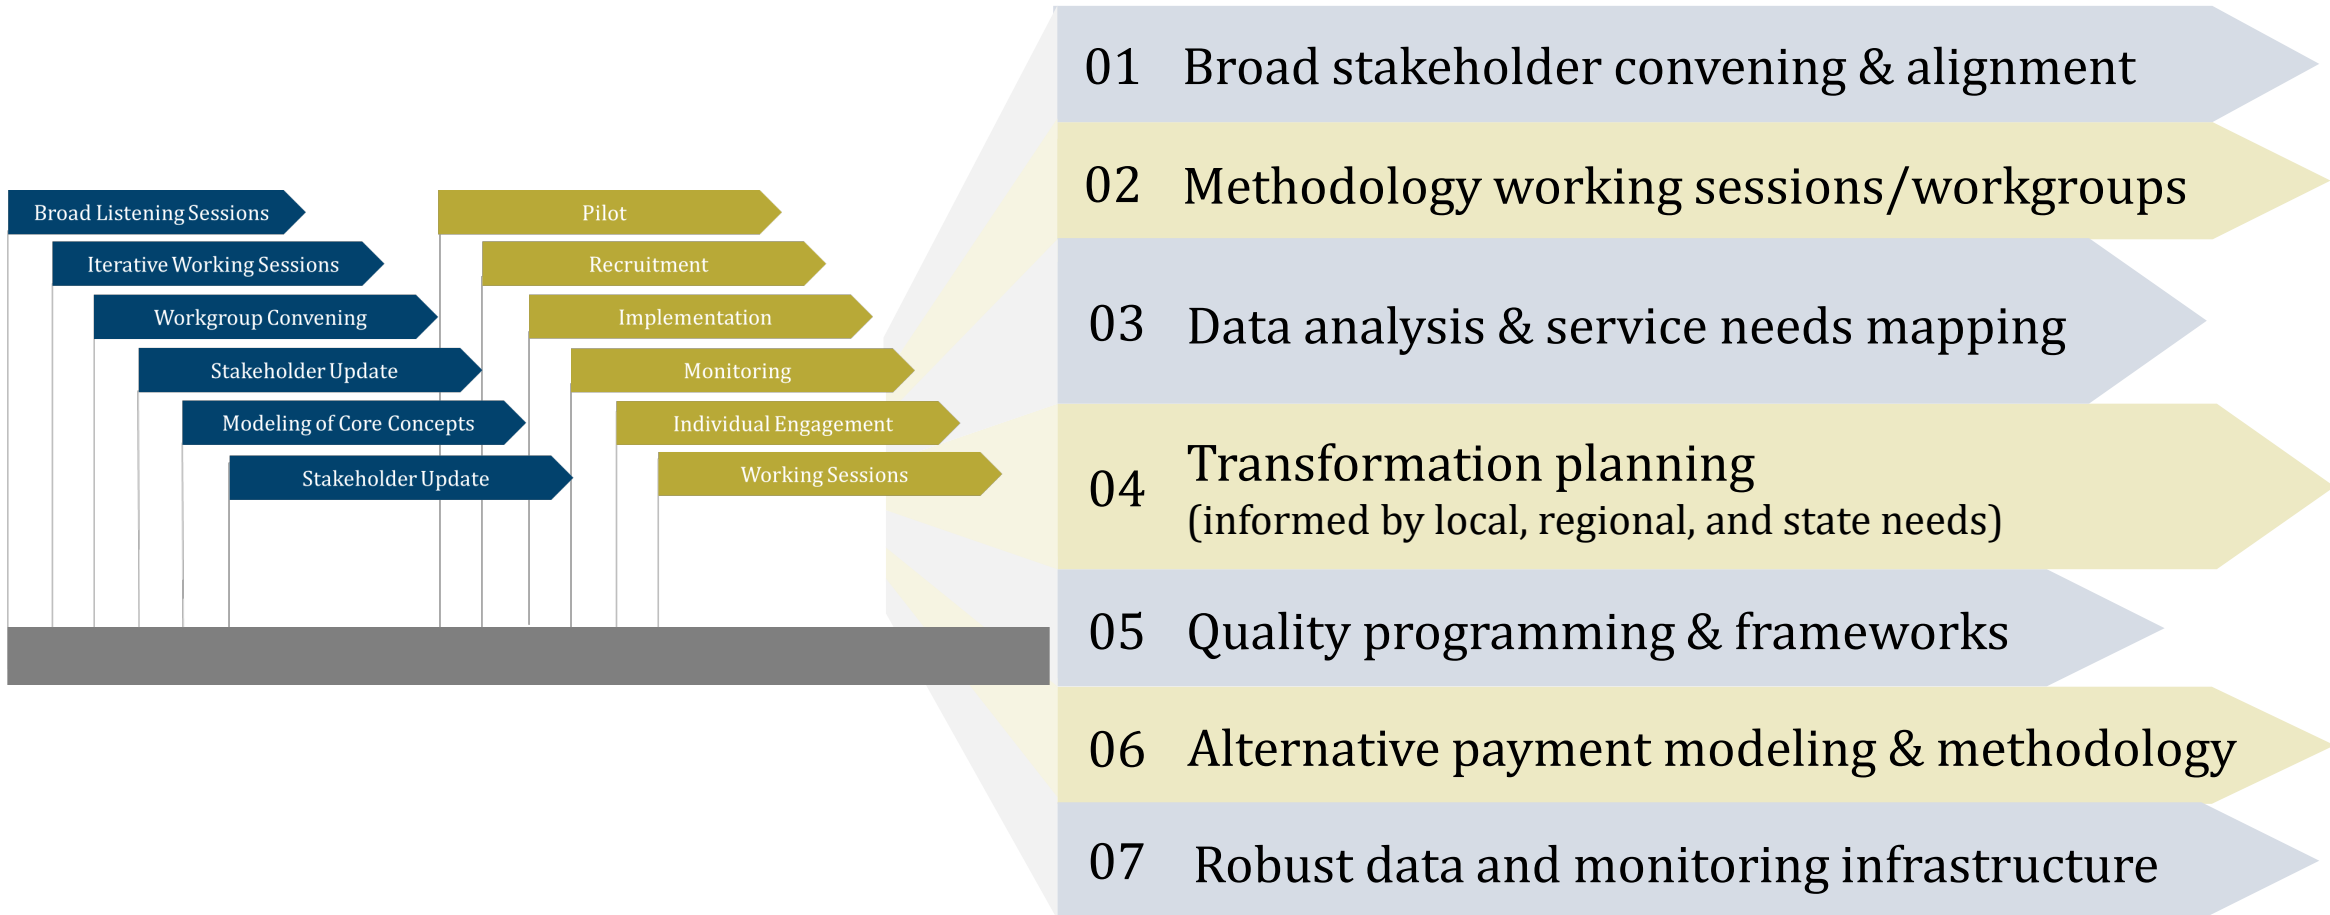 Broad Listening Sessions
Iterative Working Sessions
Workgroup Convening
Stakeholder Update
Modeling of Core Concepts
Stakeholder Update
Pilot
Recruitment
Implementation
Monitoring
Individual Engagement
Working Sessions
01 Broad stakeholder convening & alignment
02 Methodology working sessions/workgroups
03 Data analysis & service needs mapping
04 Transformation planning
(informed by local, regional, and state needs)
05 Quality programming & frameworks
06 Alternative payment modeling & methodology
07 Robust data and monitoring infrastructure